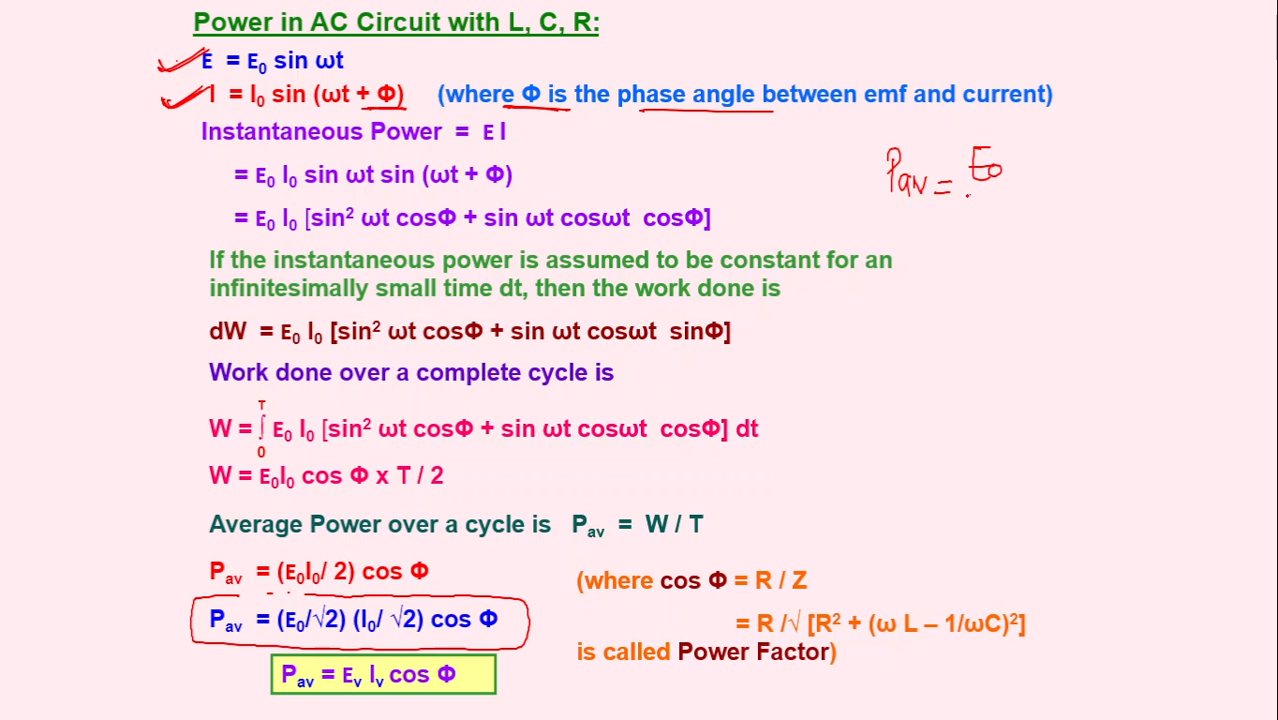 Power in AC Circuit with L, C, R:
E = E₀ sin ωt
I = I₀ sin (ωt + Φ) (where Φ is the phase angle between emf and current)
Instantaneous Power = E I
= E₀ I₀ sin ωt sin (ωt + Φ)
Pav = E₀
= E₀ I₀ [sin² ωt cosΦ + sin ωt cosωt cosΦ]
If the instantaneous power is assumed to be constant for an
infinitesimally small time dt, then the work done is
dW = E₀ I₀ [sin² ωt cosΦ + sin ωt cosωt sinΦ]
Work done over a complete cycle is
W = ∫₀ᵀ E₀ I₀ [sin² ωt cosΦ + sin ωt cosωt cosΦ] dt
W = E₀I₀ cos Φ x T / 2
Average Power over a cycle is Pav = W / T
Pav = (E₀I₀/ 2) cos Φ
(where cos Φ = R / Z
Pav = (E₀/√2) (I₀/ √2) cos Φ
= R /√ [R² + (ω L – 1/ωC)²]
is called Power Factor)
Pav = Ev Iv cos Φ